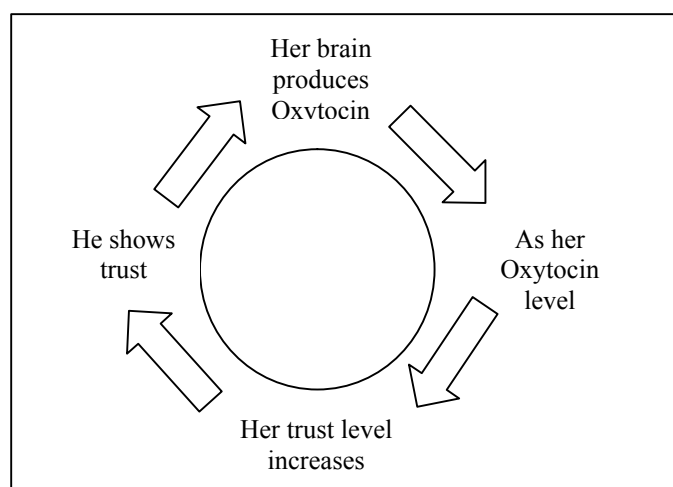 Her brain
produces
Oxvtocin
As her
Oxytocin
level
Her trust level
increases
He shows
trust